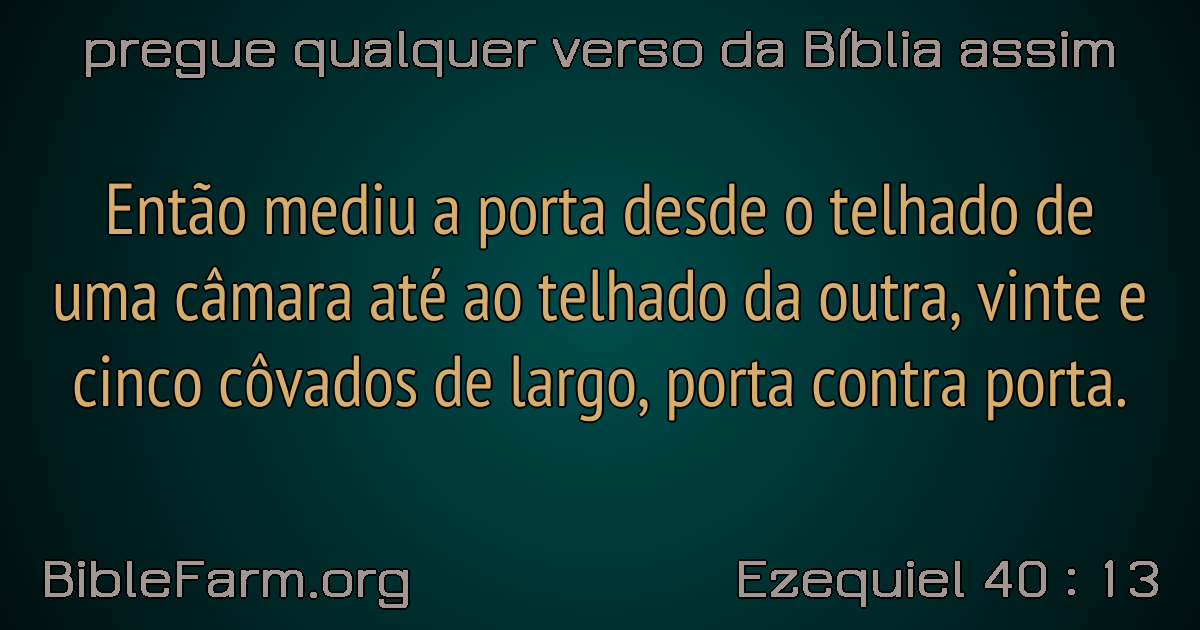 pregue qualquer verso da Bíblia assim
Então mediu a porta desde o telhado de
uma câmara até ao telhado da outra, vinte e
cinco côvados de largo, porta contra porta.
BibleFarm.org
Ezequiel 40 : 13